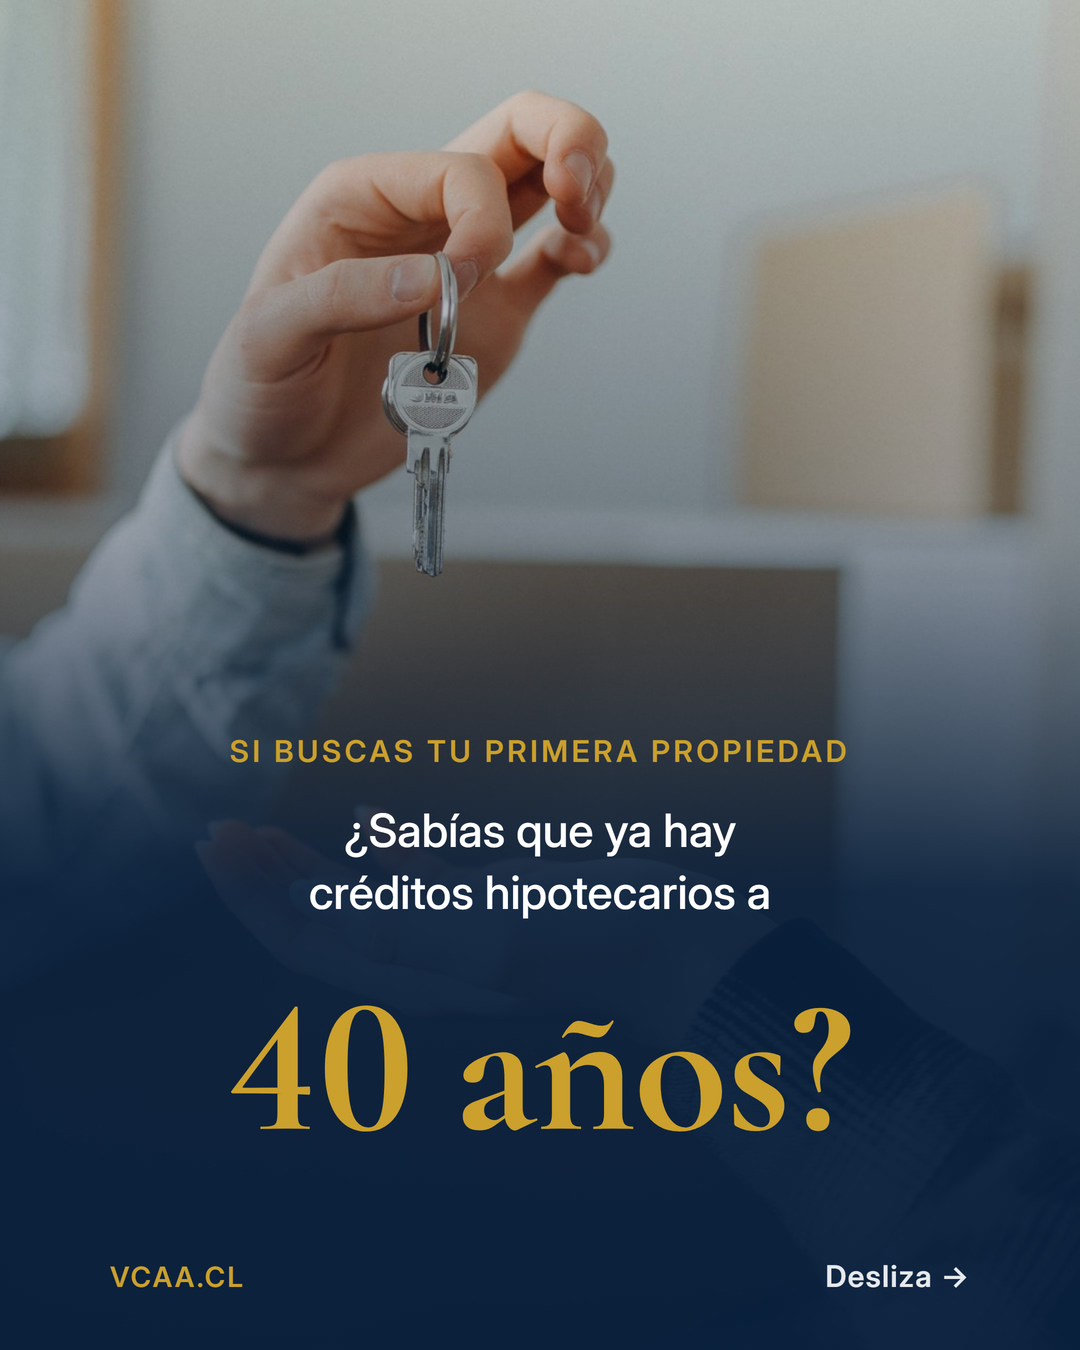 SI BUSCAS TU PRIMERA PROPIEDAD
¿Sabías que ya hay
créditos hipotecarios a
40 años?
VCAA.CL
Desliza →